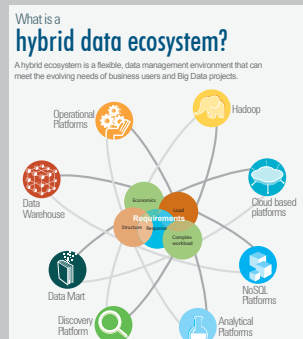 What is a
hybrid data ecosystem?
A hybrid ecosystem is a flexible, data management environment that can
meet the evolving needs of business users and Big Data projects.
Operational
Platforms
Hadoop
Data
Warehouse
Cloud based
platforms
Economics
Load
Requirements
Structure
Response
Complex
workload
Data Mart
NoSQL
Platforms
Discovery
Platform
Analytical
Platforms